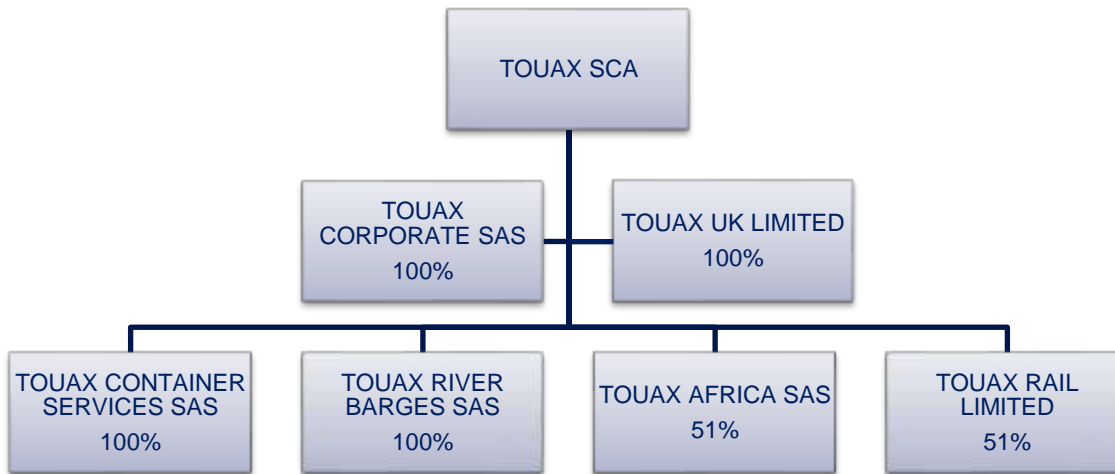 TOUAX SCA
TOUAX
CORPORATE SAS
100%
TOUAX UK LIMITED
100%
TOUAX CONTAINER
SERVICES SAS
100%
TOUAX RIVER
BARGES SAS
100%
TOUAX AFRICA SAS
51%
TOUAX RAIL
LIMITED
51%